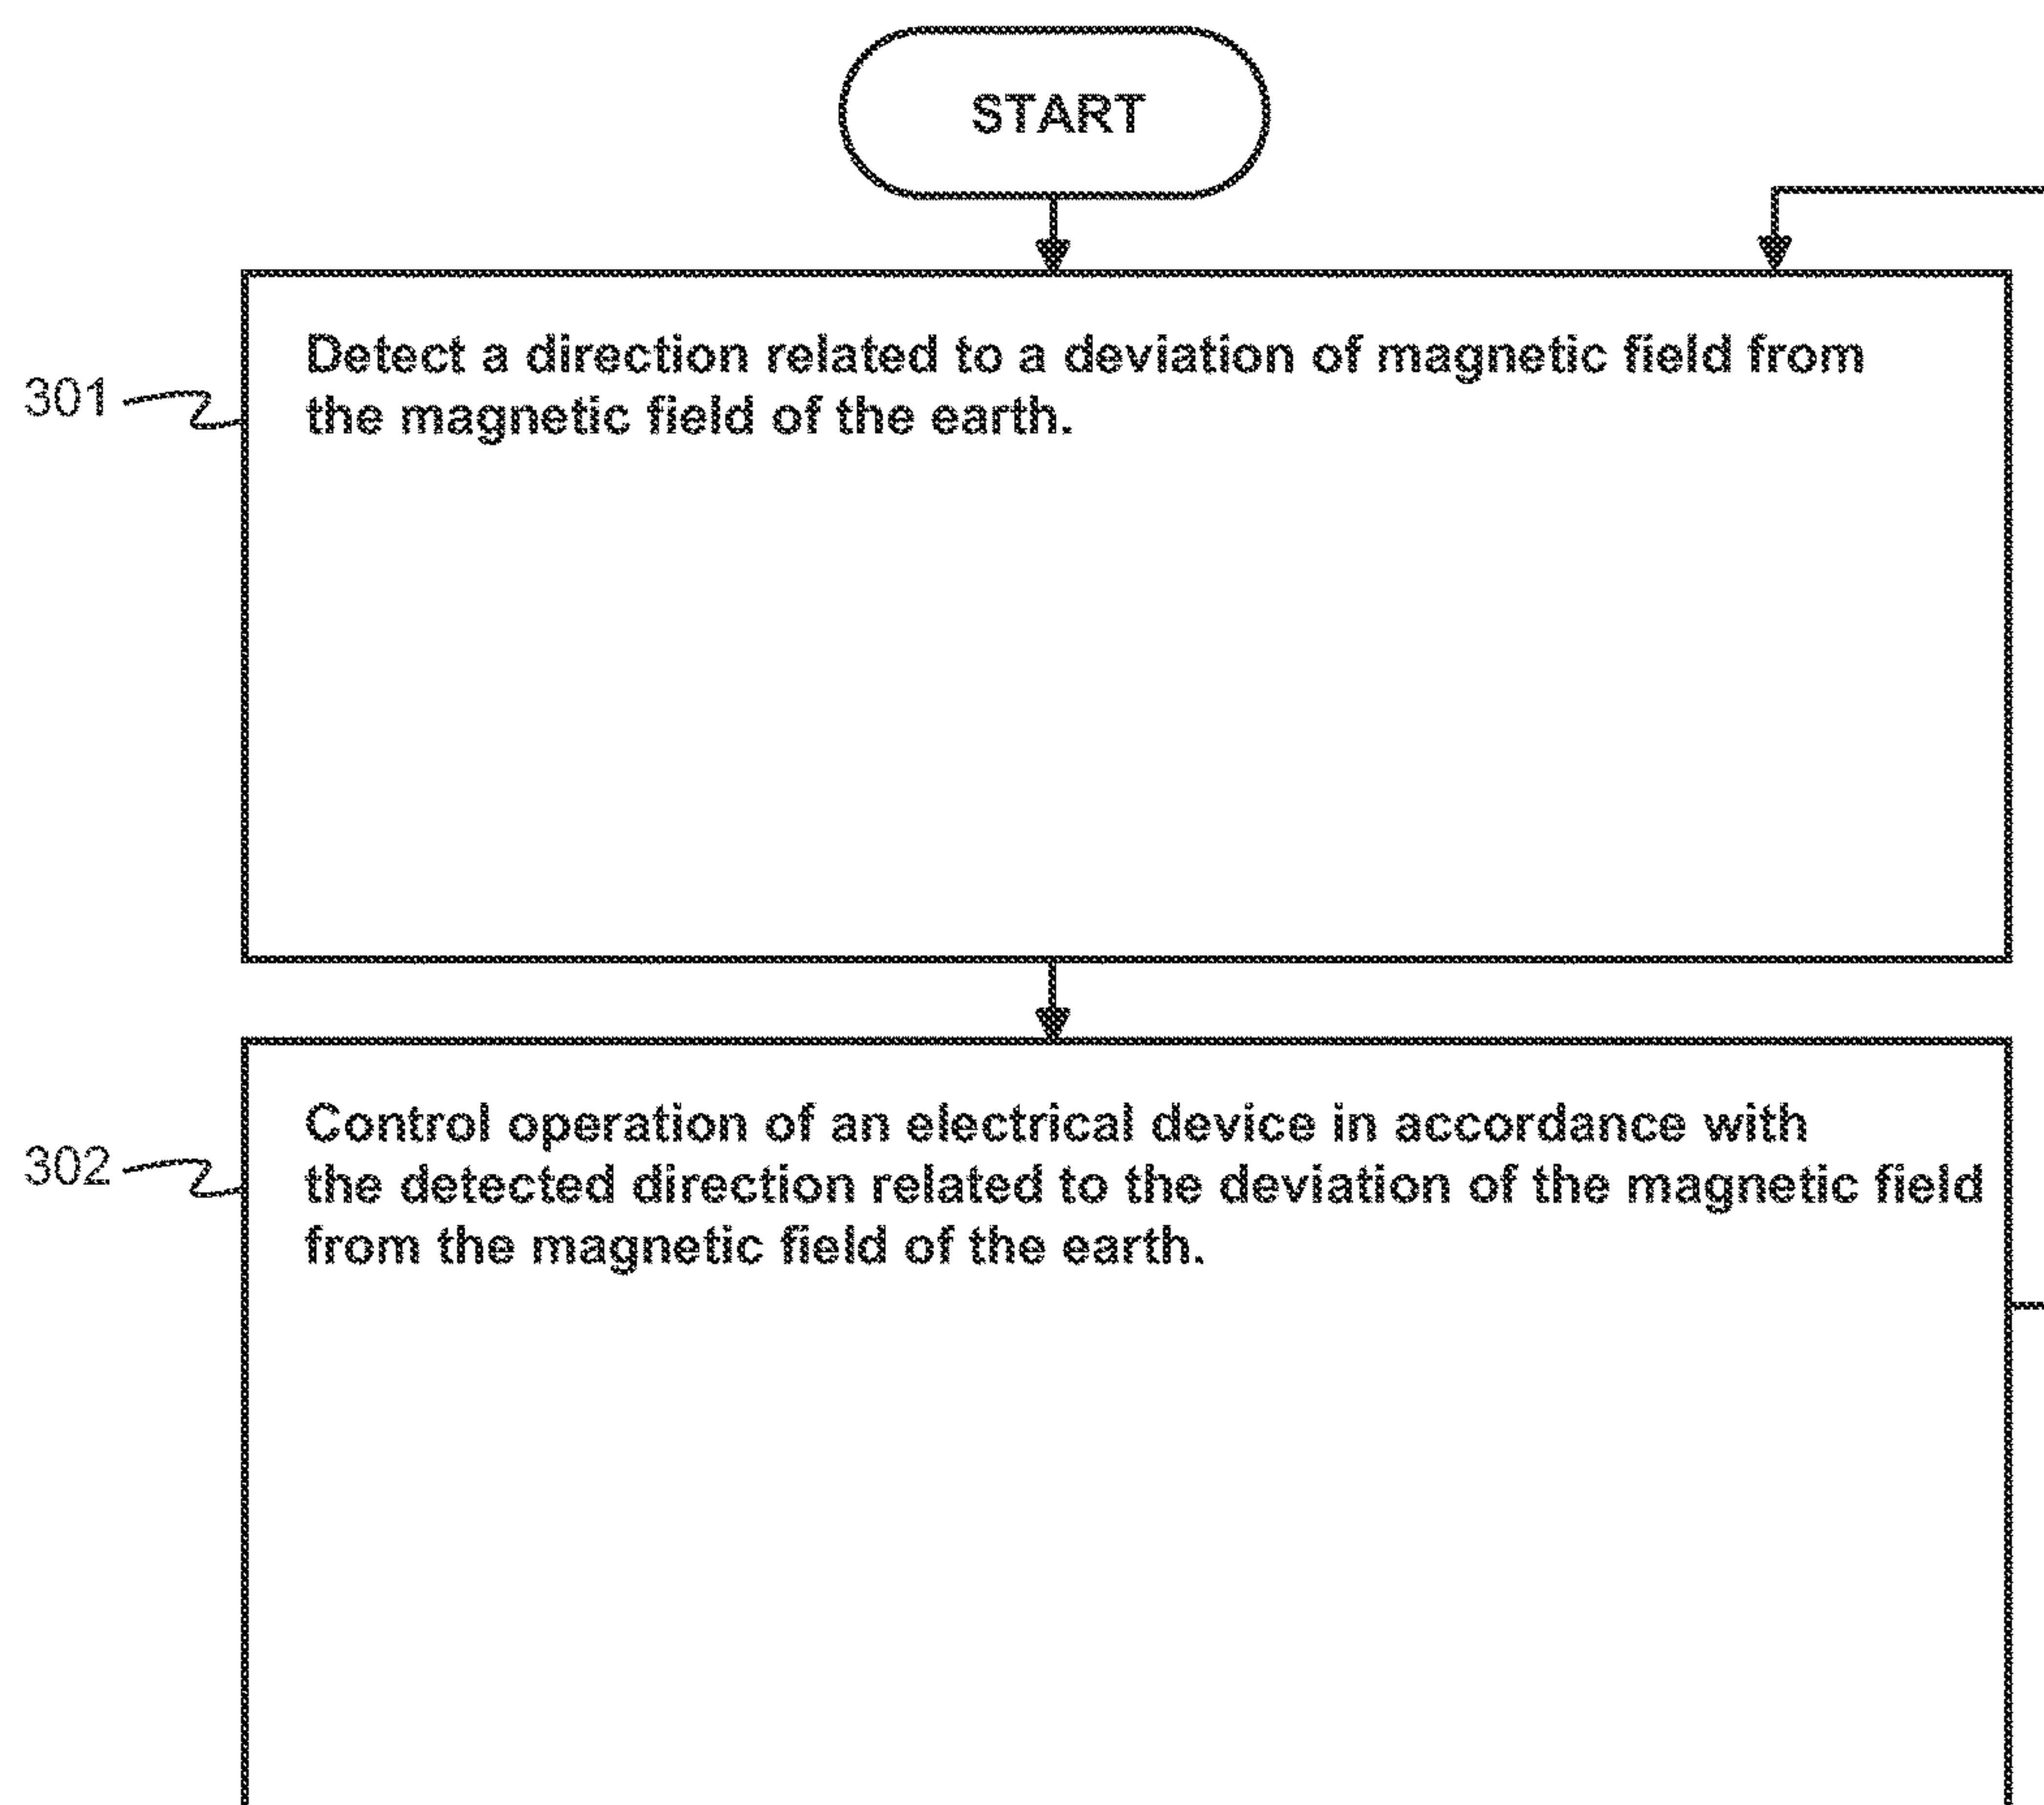 START
301
Detect a direction related to a deviation of magnetic field from
the magnetic field of the earth.
302
Control operation of an electrical device in accordance with
the detected direction related to the deviation of the magnetic field
from the magnetic field of the earth.